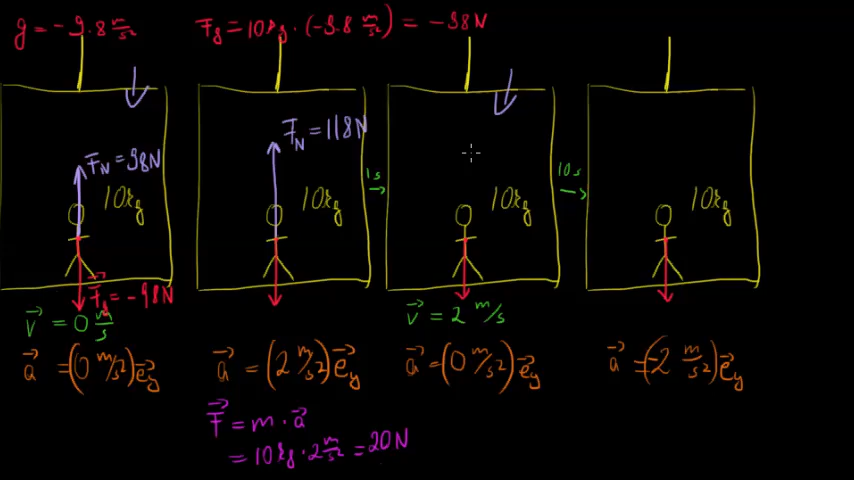 g = -9.8 m/s²
Fg = 10kg · (-9.8 m/s²) = -98N
FN = 98N
FN = 118N
1s
10s
10kg
10kg
10kg
10kg
Fg = -98N
v = 0 m/s
v = 2 m/s
a = (0 m/s²) ey
a = (2 m/s²) ey
a = (0 m/s²) ey
a = (-2 m/s²) ey
F = m · a
= 10kg · 2 m/s² = 20N